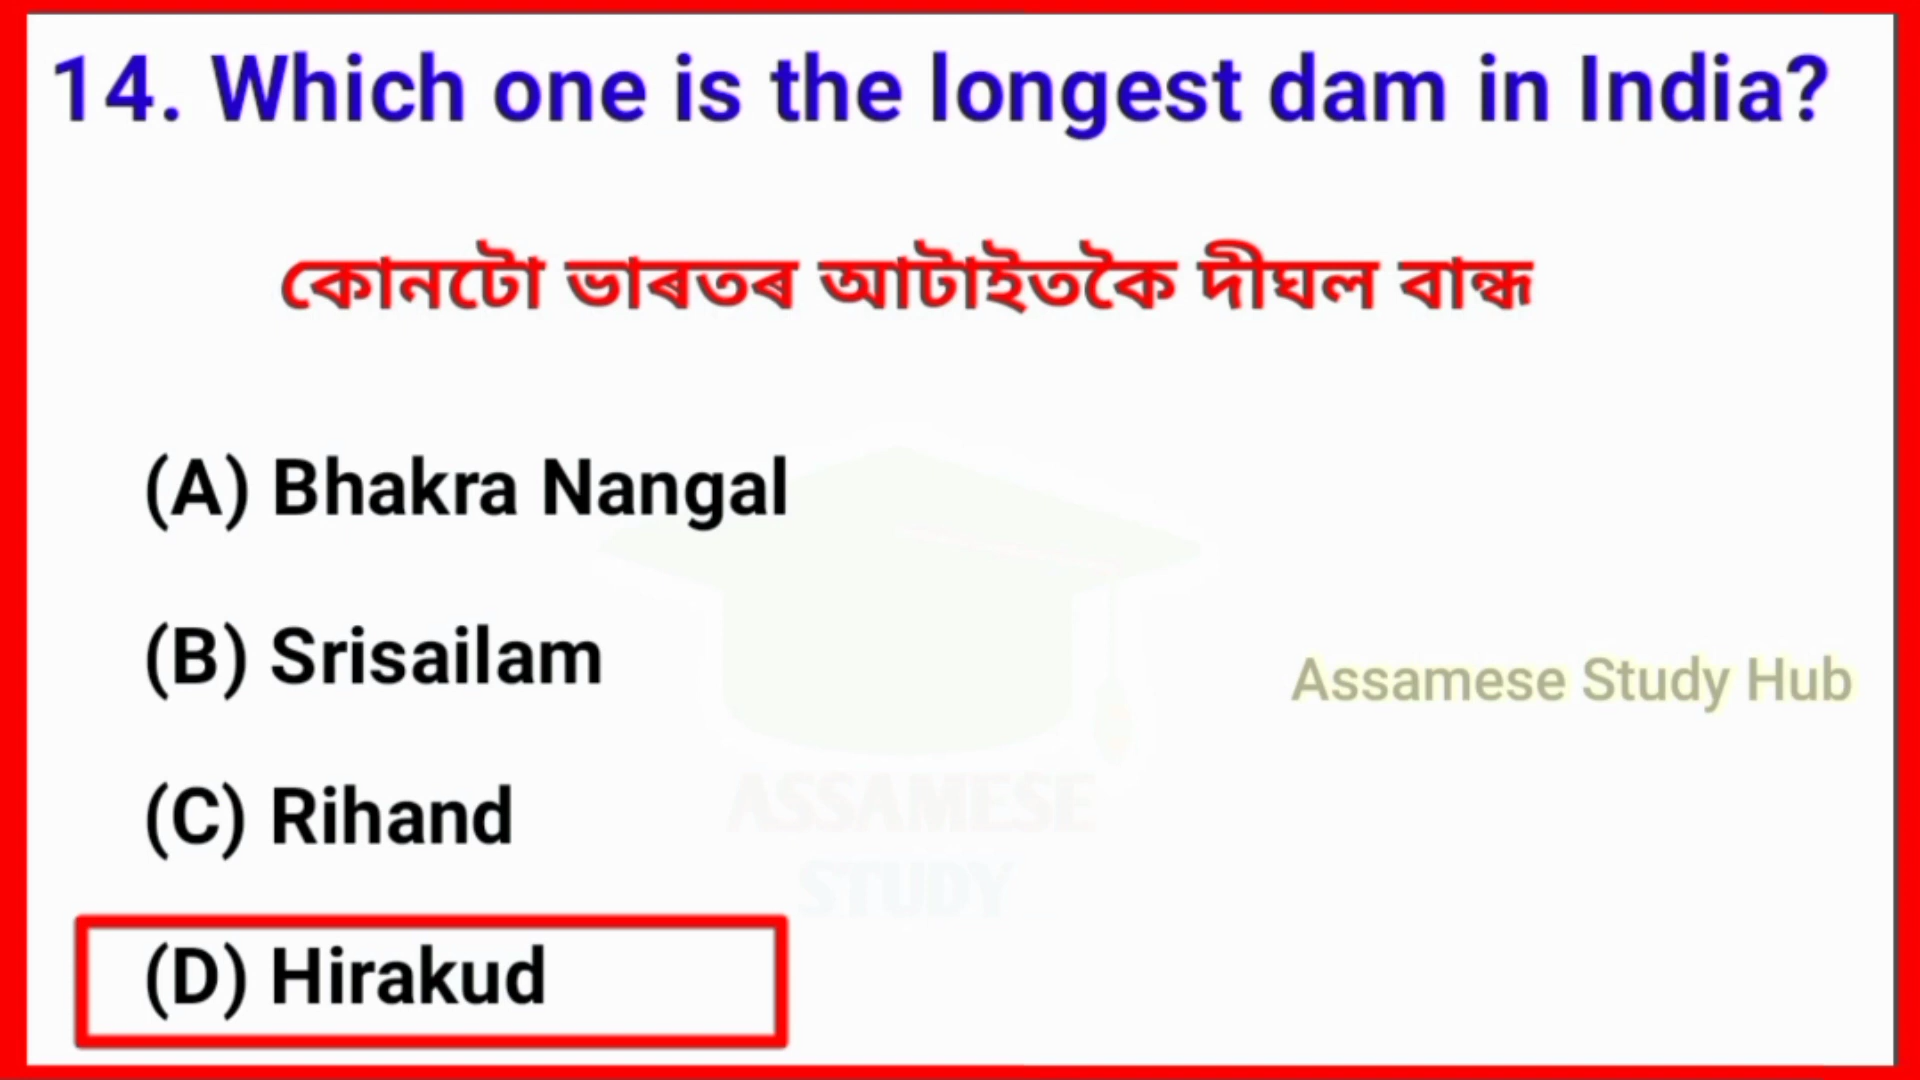 14. Which one is the longest dam in India?
কোনটো ভাৰতৰ আটাইতকৈ দীঘল বান্ধ
(A) Bhakra Nangal
(B) Srisailam
Assamese Study Hub
(C) Rihand
ASSAMESE
STUDY
(D) Hirakud